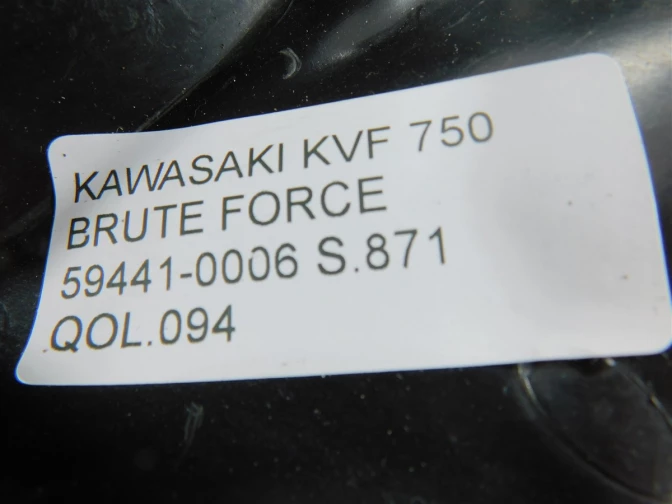 KAWASAKI KVF 750
BRUTE FORCE
59441-0006 S.871
QOL.094